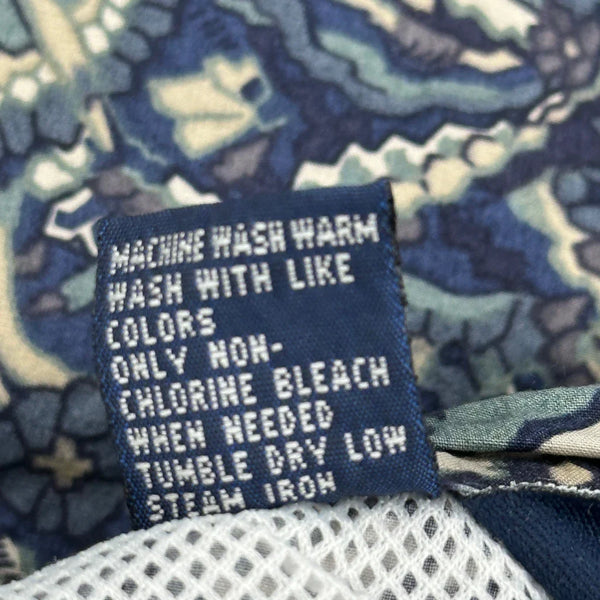 MACHINE WASH WARM
WASH WITH LIKE
COLORS
ONLY NON-
CHLORINE BLEACH
WHEN NEEDED
TUMBLE DRY LOW
STEAM IRON